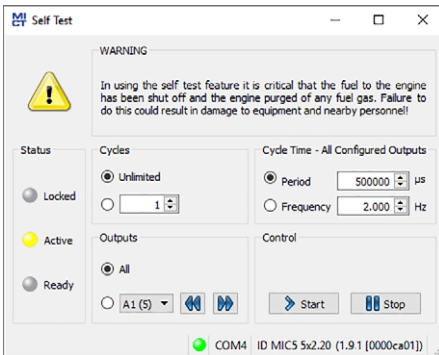 MICT Self Test
WARNING
In using the self test feature it is critical that the fuel to the engine
has been shut off and the engine purged of any fuel gas. Failure to
do this could result in damage to equipment and nearby personnel!
Status
Locked
Active
Ready
Cycles
Unlimited
1
Cycle Time - All Configured Outputs
Period 500000 µs
Frequency 2.000 Hz
Outputs
All
A1 (5)
Control
Start Stop
COM4 ID MIC5 5x2.20 (1.9.1 [0000ca01])